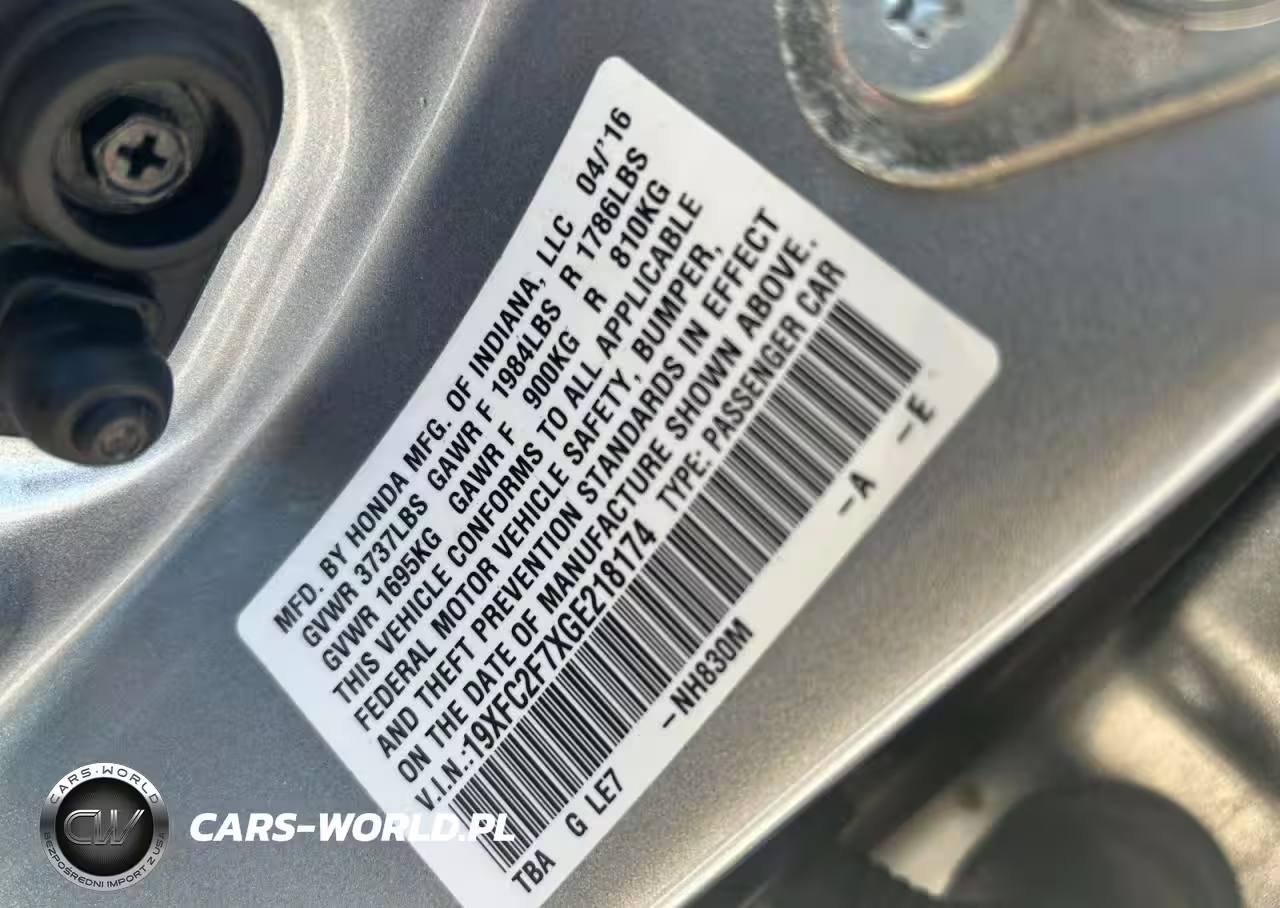 MFD. BY HONDA MFG. OF INDIANA, LLC 04/'16
GVWR 3737LBS GAWR F 1984LBS R 1786LBS
GVWR 1695KG GAWR F 900KG R 810KG
THIS VEHICLE CONFORMS TO ALL APPLICABLE
FEDERAL MOTOR VEHICLE SAFETY, BUMPER,
AND THEFT PREVENTION STANDARDS IN EFFECT
ON THE DATE OF MANUFACTURE SHOWN ABOVE.
V.I.N.:19XFC2F7XGE218174 TYPE: PASSENGER CAR
TBA G LE7 -NH830M -A -E
CARS-WORLD
CW
BEZPOŚREDNI IMPORT Z USA
CARS-WORLD.PL